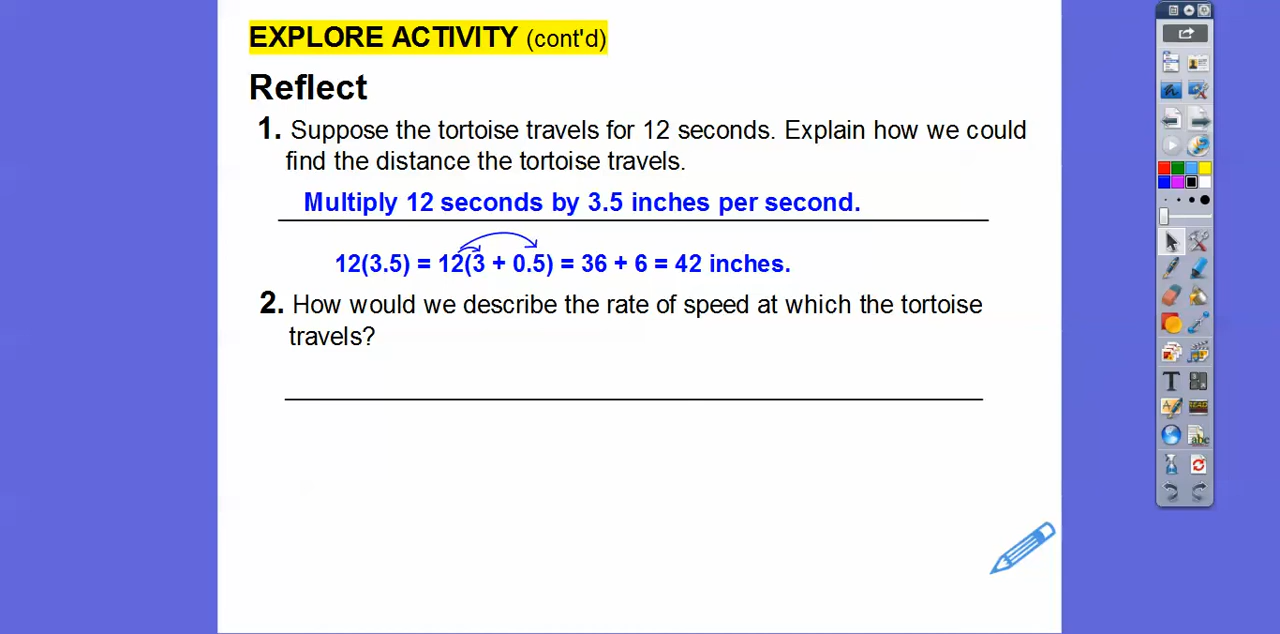 EXPLORE ACTIVITY (cont'd)
Reflect
1. Suppose the tortoise travels for 12 seconds. Explain how we could
find the distance the tortoise travels.
Multiply 12 seconds by 3.5 inches per second.
12(3.5) = 12(3 + 0.5) = 36 + 6 = 42 inches.
2. How would we describe the rate of speed at which the tortoise
travels?